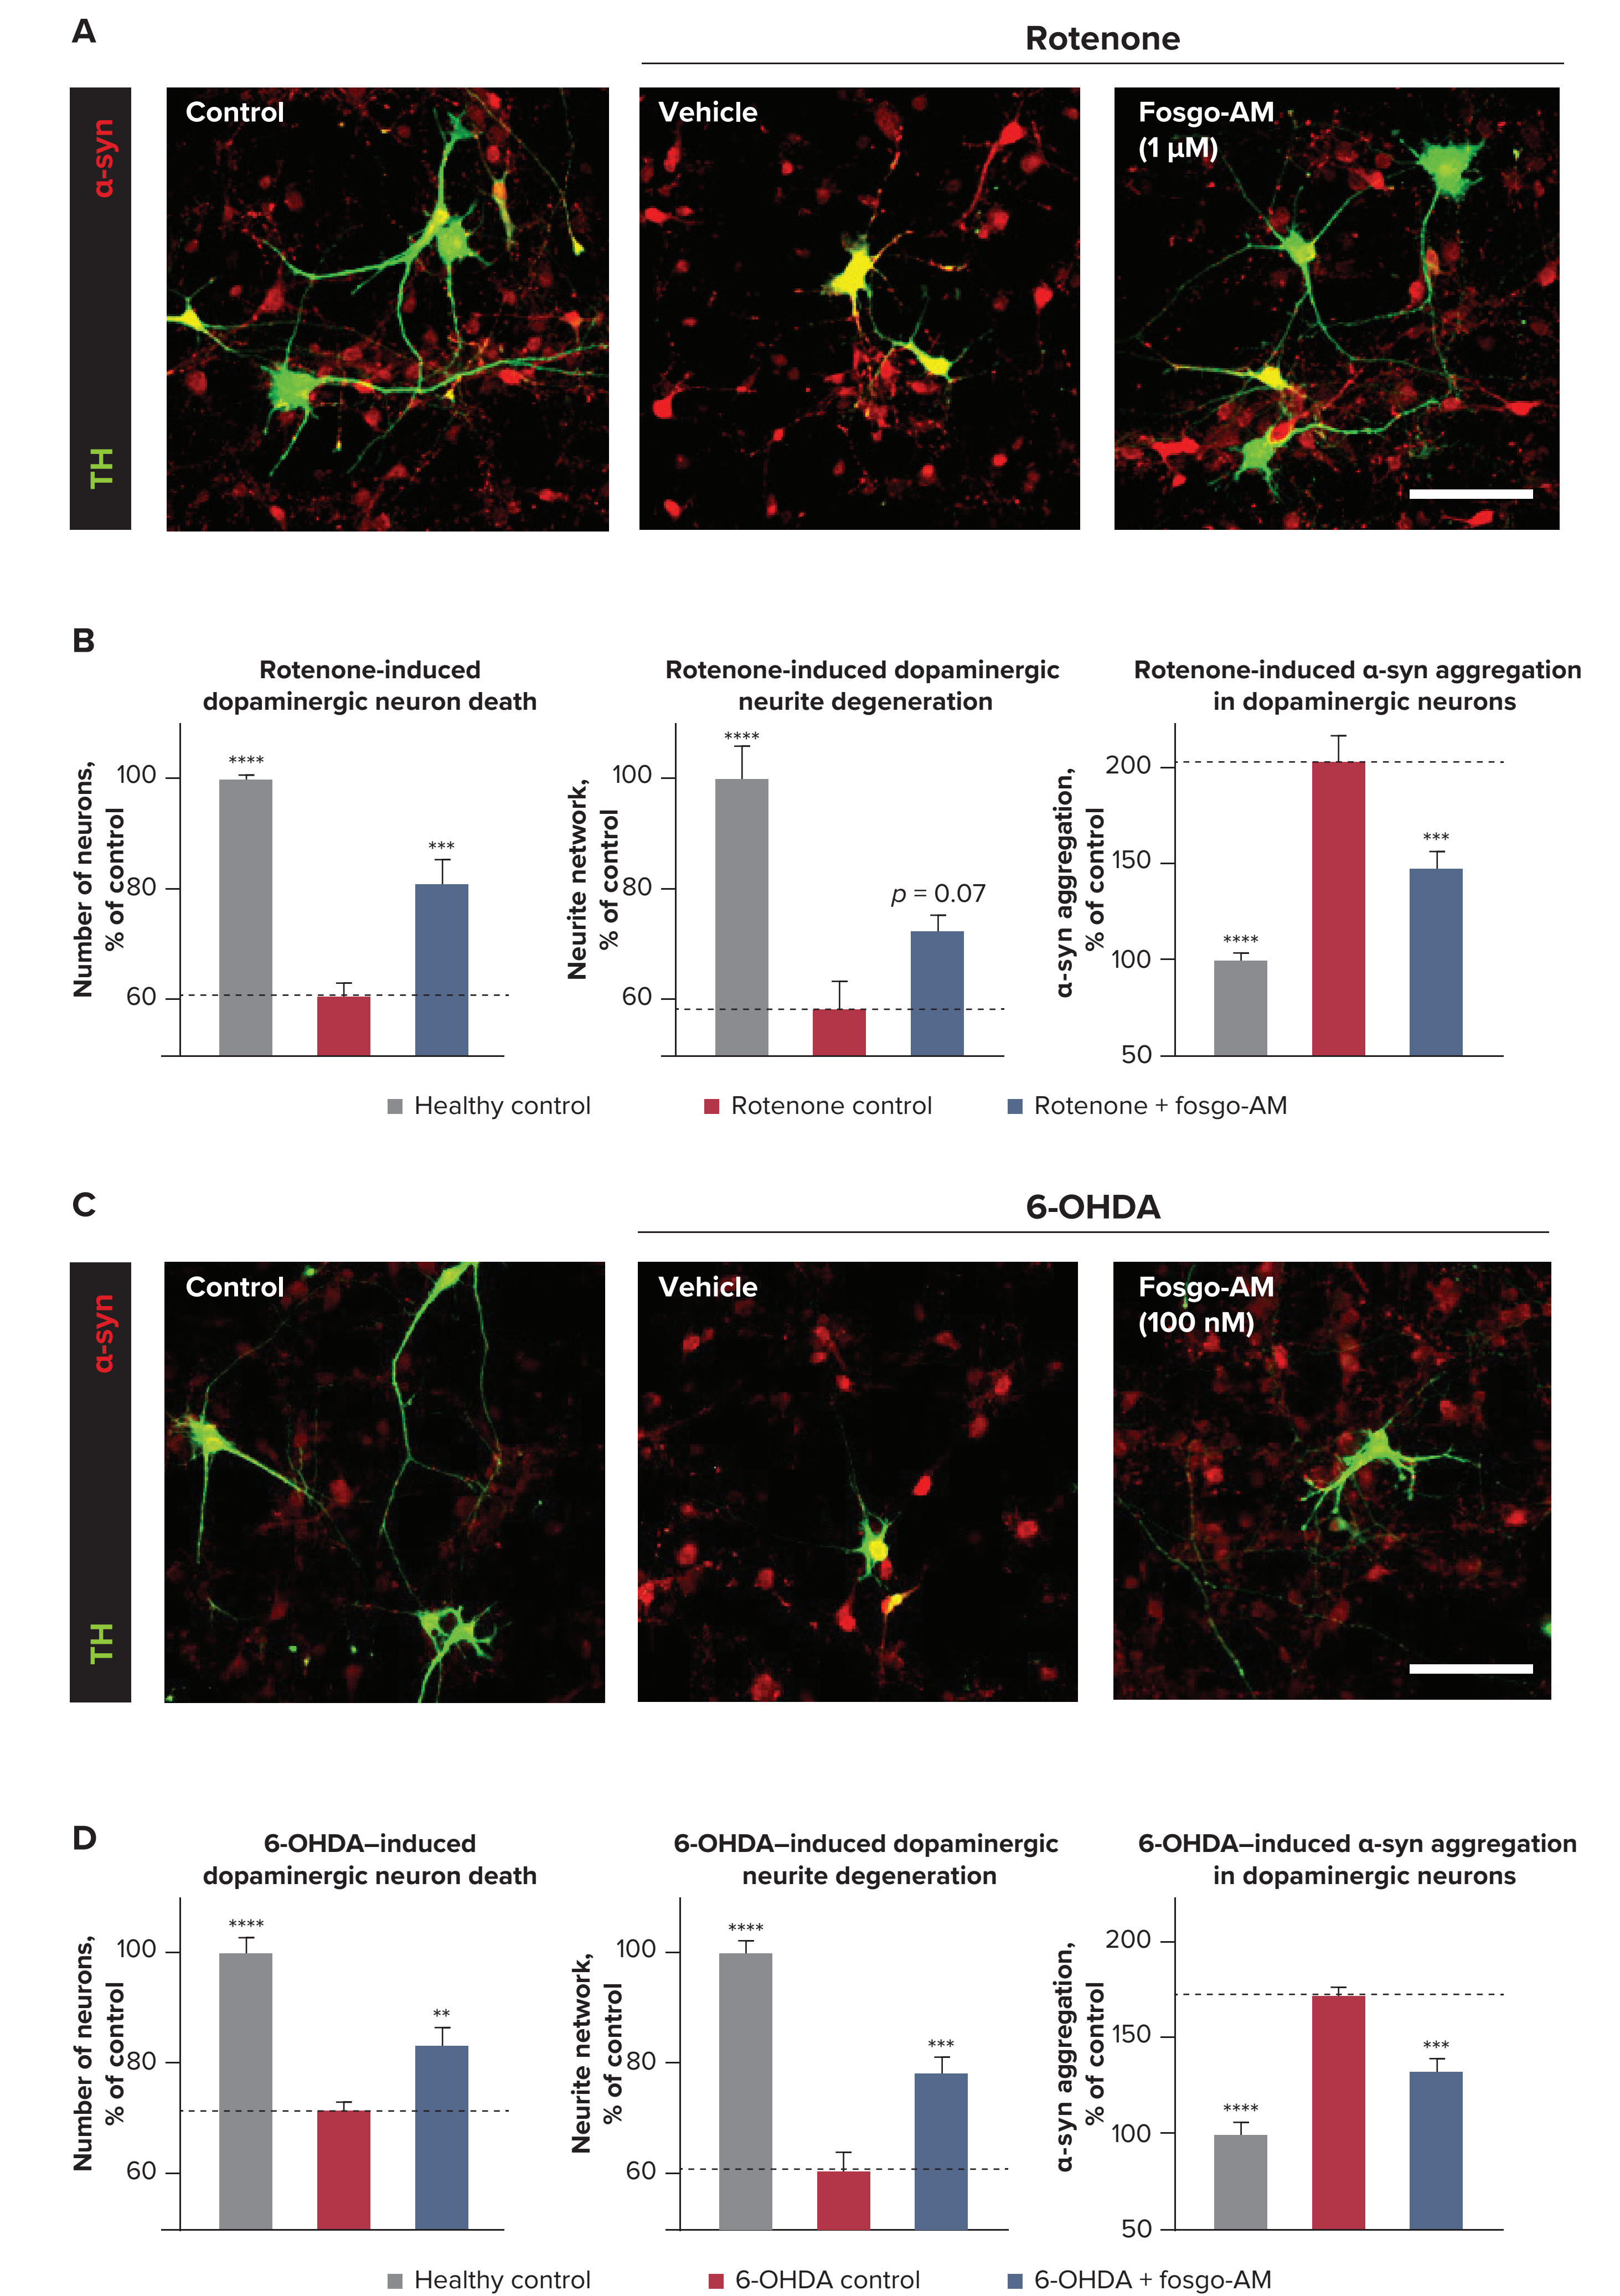 A
Rotenone
α-syn
TH
Control
Vehicle
Fosgo-AM
(1 µM)
B
Rotenone-induced
dopaminergic neuron death
Number of neurons,
% of control
100
80
60
****
***
Rotenone-induced dopaminergic
neurite degeneration
Neurite network,
% of control
100
80
60
****
p = 0.07
Rotenone-induced α-syn aggregation
in dopaminergic neurons
α-syn aggregation,
% of control
200
150
100
50
****
***
Healthy control
Rotenone control
Rotenone + fosgo-AM
C
6-OHDA
α-syn
TH
Control
Vehicle
Fosgo-AM
(100 nM)
D
6-OHDA–induced
dopaminergic neuron death
Number of neurons,
% of control
100
80
60
****
**
6-OHDA–induced dopaminergic
neurite degeneration
Neurite network,
% of control
100
80
60
****
***
6-OHDA–induced α-syn aggregation
in dopaminergic neurons
α-syn aggregation,
% of control
200
150
100
50
****
***
Healthy control
6-OHDA control
6-OHDA + fosgo-AM